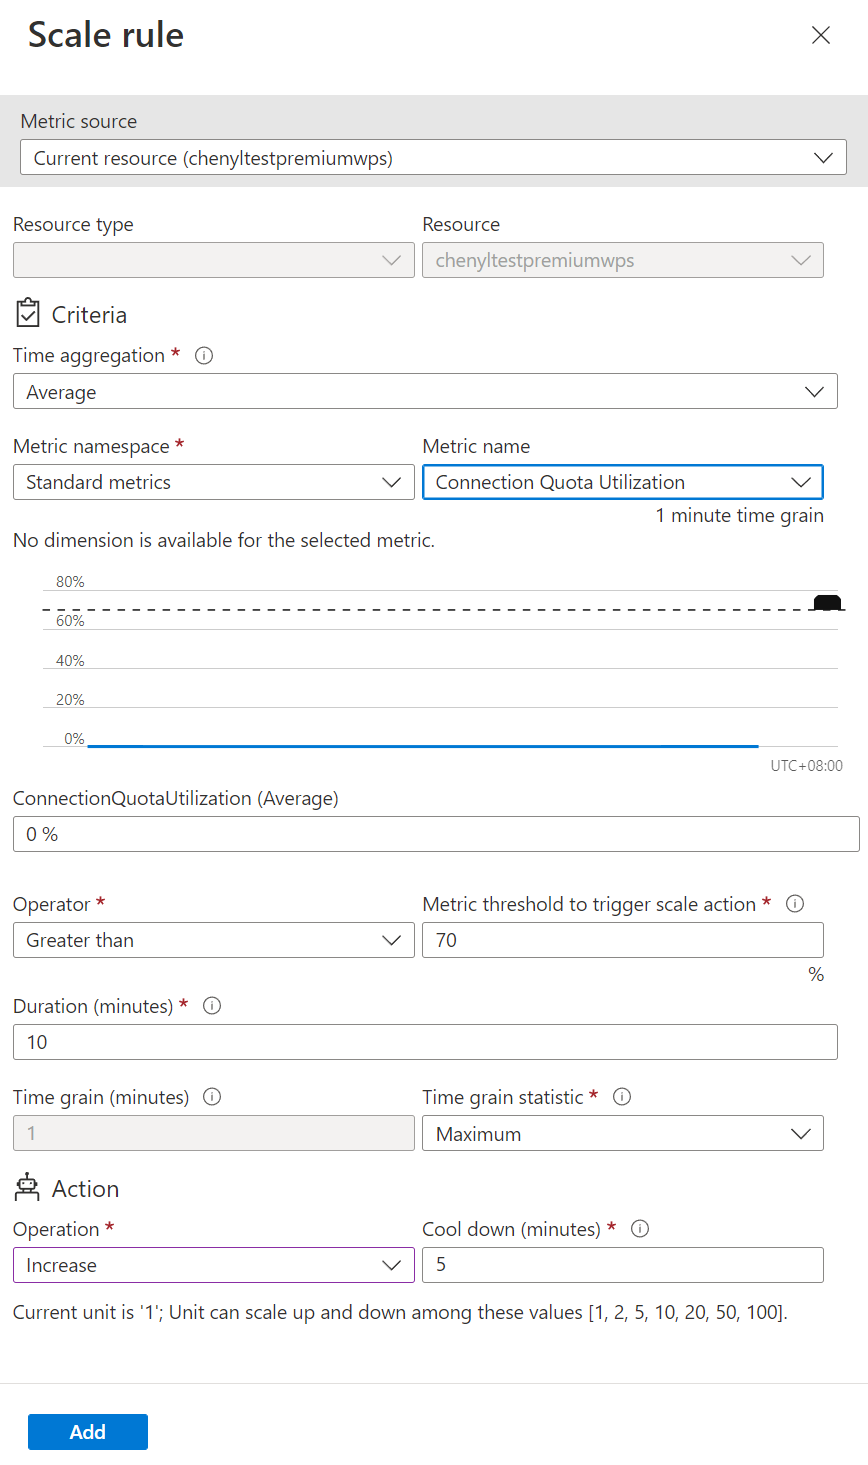 Scale rule
Metric source
Current resource (chenyltestpremiumwps)
Resource type Resource
chenyltestpremiumwps
Criteria
Time aggregation *
Average
Metric namespace * Metric name
Standard metrics Connection Quota Utilization
1 minute time grain
No dimension is available for the selected metric.
80%
60%
40%
20%
0%
UTC+08:00
ConnectionQuotaUtilization (Average)
0 %
Operator * Metric threshold to trigger scale action *
Greater than 70
%
Duration (minutes) *
10
Time grain (minutes) Time grain statistic *
1 Maximum
Action
Operation * Cool down (minutes) *
Increase 5
Current unit is '1'; Unit can scale up and down among these values [1, 2, 5, 10, 20, 50, 100].
Add